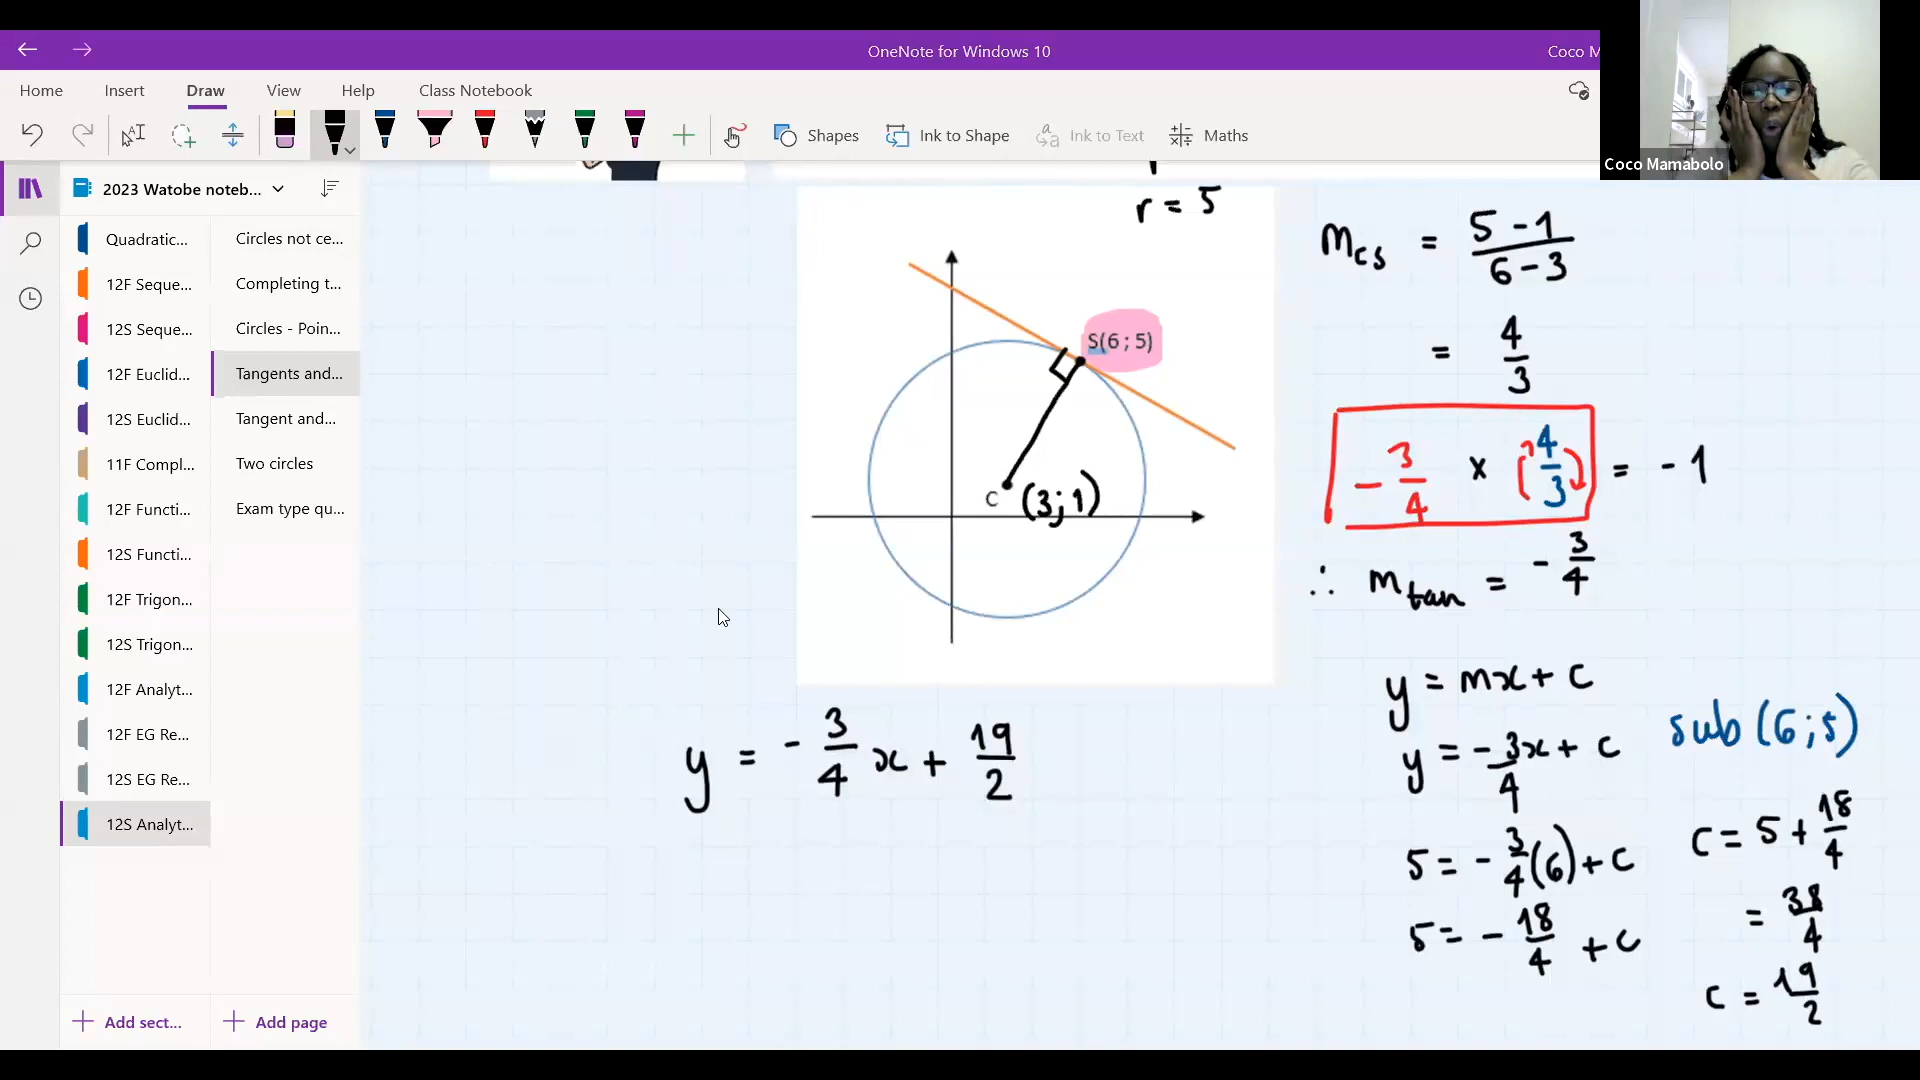 OneNote for Windows 10
Coco M
Home Insert Draw View Help Class Notebook
Shapes Ink to Shape Ink to Text Maths
Coco Mamabolo
2023 Watobe noteb...
Quadratic...
12F Seque...
12S Seque...
12F Euclid...
12S Euclid...
11F Compl...
12F Functi...
12S Functi...
12F Trigon...
12S Trigon...
12F Analyt...
12F EG Re...
12S EG Re...
12S Analyt...
Add sect...
Circles not ce...
Completing t...
Circles - Poin...
Tangents and...
Tangent and...
Two circles
Exam type qu...
Add page
r = 5
S(6 ; 5)
C (3;1)
y = -3/4 x + 19/2
m_cs = 5-1/6-3
= 4/3
-3/4 x (4/3) = -1
∴ m_tan = -3/4
y = mx + c
y = -3x/4 + c
5 = -3/4(6) + c
5 = -18/4 + c
sub (6;5)
c = 5 + 18/4
= 38/4
c = 19/2